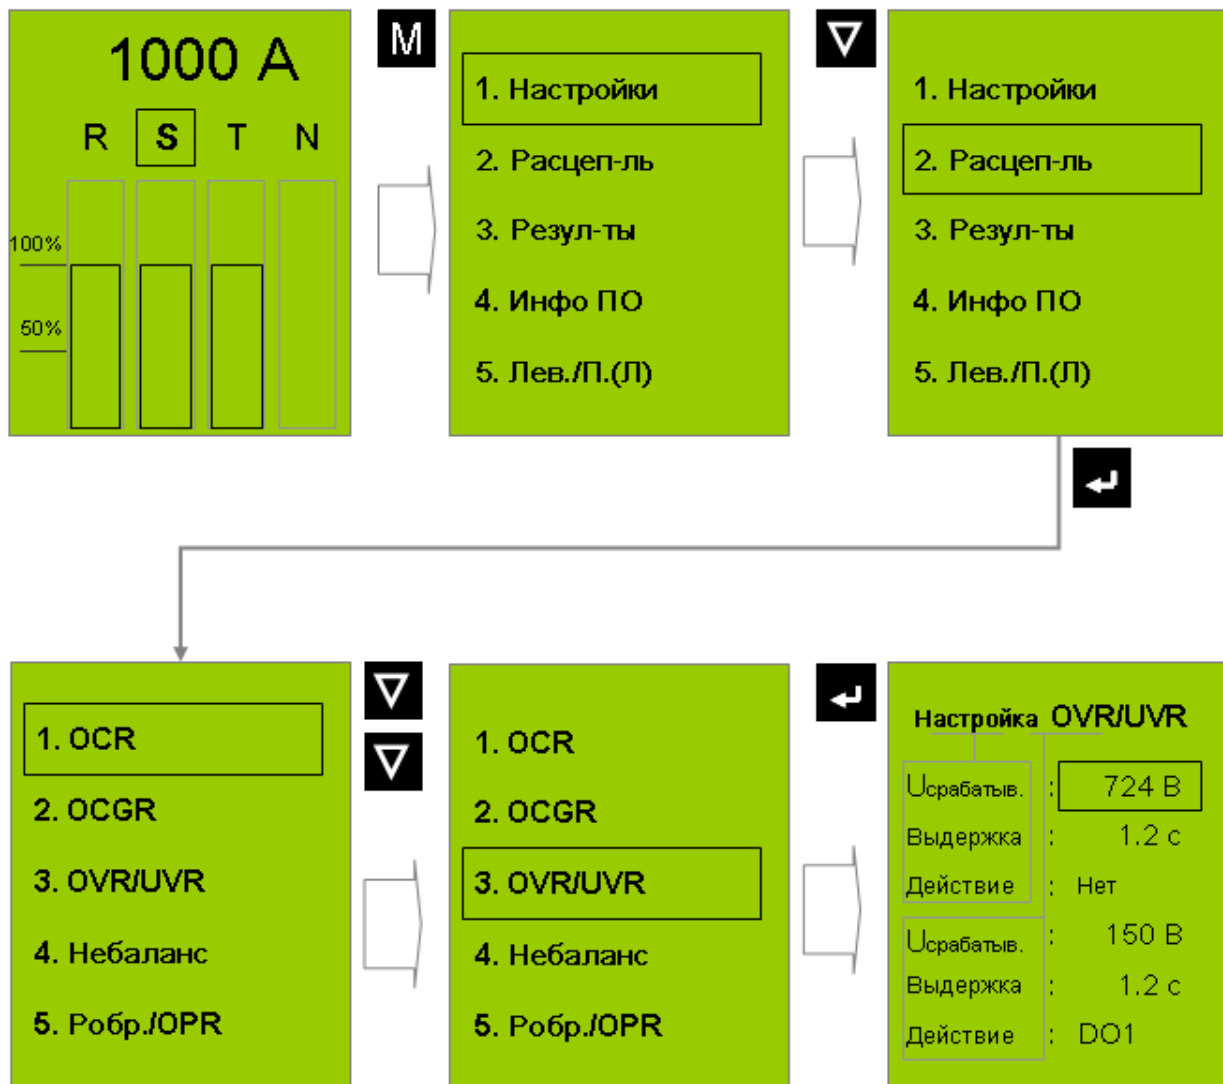 1000 A
R S T N
100%
50%
M
1. Настройки
2. Расцеп-ль
3. Резул-ты
4. Инфо ПО
5. Лев./П.(Л)
1. Настройки
2. Расцеп-ль
3. Резул-ты
4. Инфо ПО
5. Лев./П.(Л)
1. OCR
2. OCGR
3. OVR/UVR
4. Небаланс
5. Робр./OPR
1. OCR
2. OCGR
3. OVR/UVR
4. Небаланс
5. Робр./OPR
Настройка OVR/UVR
Uсрабатыв. : 724 В
Выдержка : 1.2 с
Действие : Нет
Uсрабатыв. : 150 В
Выдержка : 1.2 с
Действие : DO1